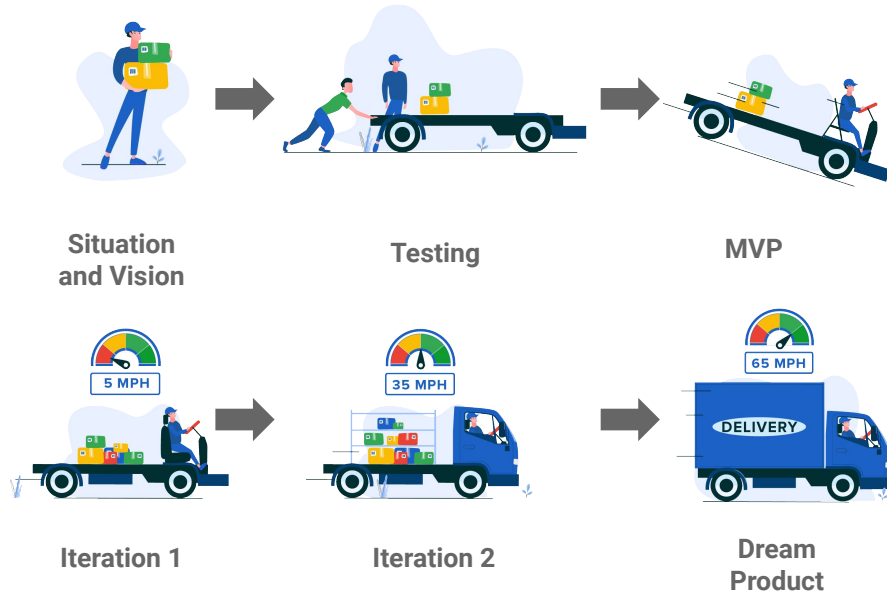 Situation
and Vision
Testing
MVP
5 MPH
35 MPH
65 MPH
DELIVERY
Iteration 1
Iteration 2
Dream
Product